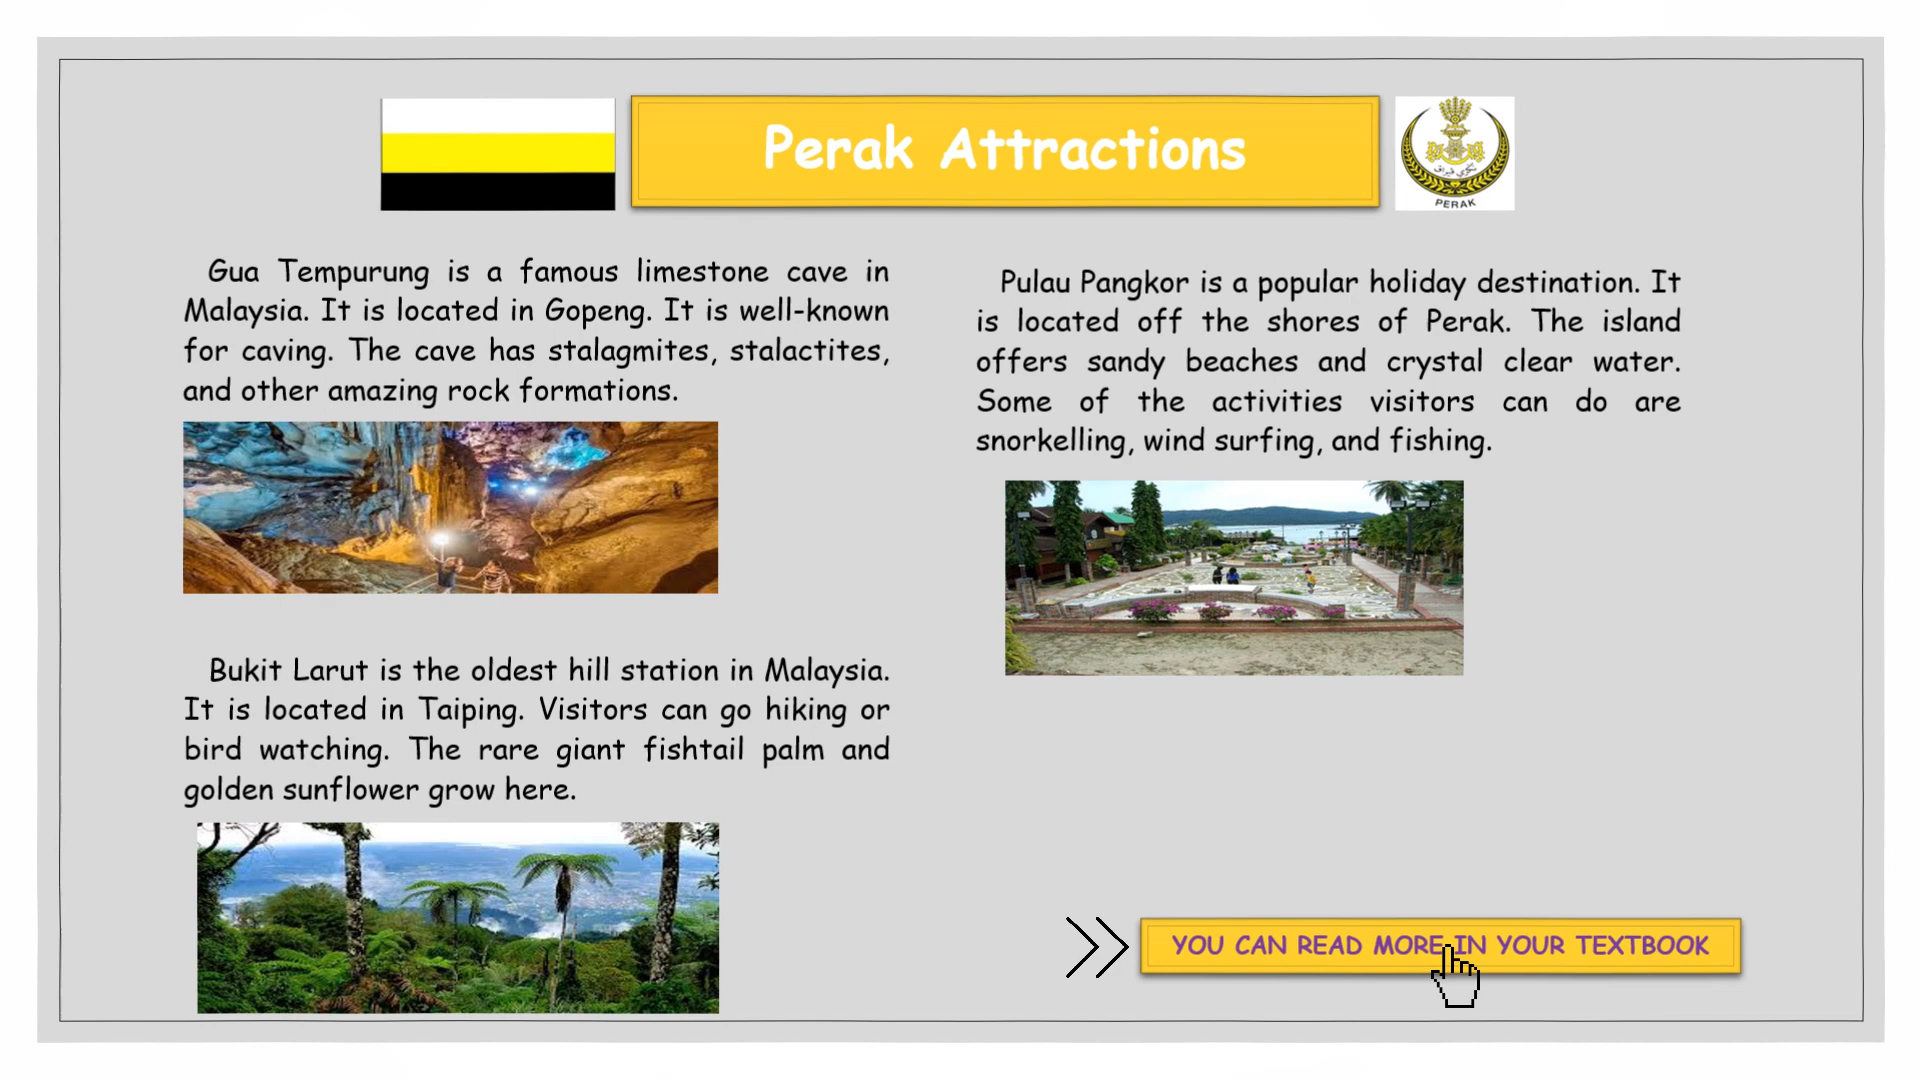 Perak Attractions
PERAK
Gua Tempurung is a famous limestone cave in
Malaysia. It is located in Gopeng. It is well-known
for caving. The cave has stalagmites, stalactites,
and other amazing rock formations.
Bukit Larut is the oldest hill station in Malaysia.
It is located in Taiping. Visitors can go hiking or
bird watching. The rare giant fishtail palm and
golden sunflower grow here.
Pulau Pangkor is a popular holiday destination. It
is located off the shores of Perak. The island
offers sandy beaches and crystal clear water.
Some of the activities visitors can do are
snorkelling, wind surfing, and fishing.
YOU CAN READ MORE IN YOUR TEXTBOOK